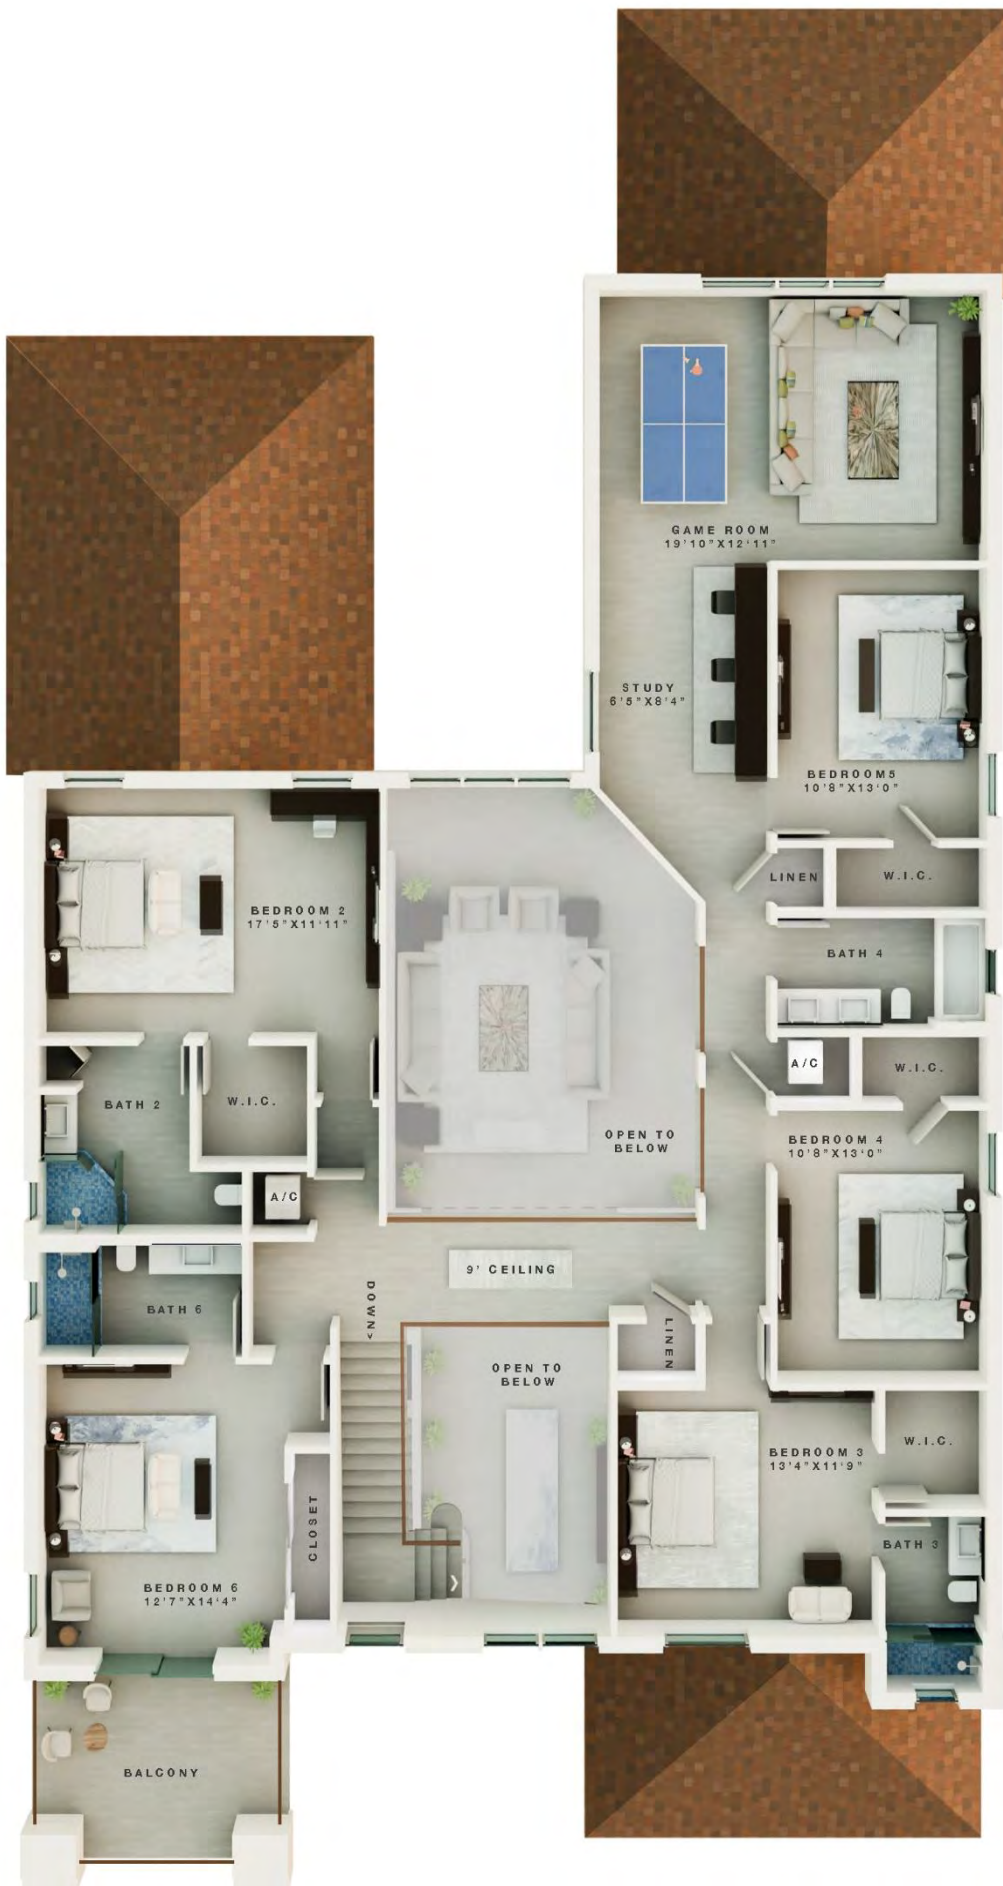 GAME ROOM
19'10"X12'11"
STUDY
6'5"X8'4"
BEDROOM5
10'8"X13'0"
LINEN
W.I.C.
BEDROOM 2
17'5"X11'11"
BATH 4
A/C
W.I.C.
BATH 2
W.I.C.
OPEN TO
BELOW
BEDROOM 4
10'8"X13'0"
A/C
9' CEILING
BATH 6
DOWN>
LINEN
OPEN TO
BELOW
BEDROOM 3
13'4"X11'9"
W.I.C.
CLOSET
BATH 3
BEDROOM 6
12'7"X14'4"
BALCONY